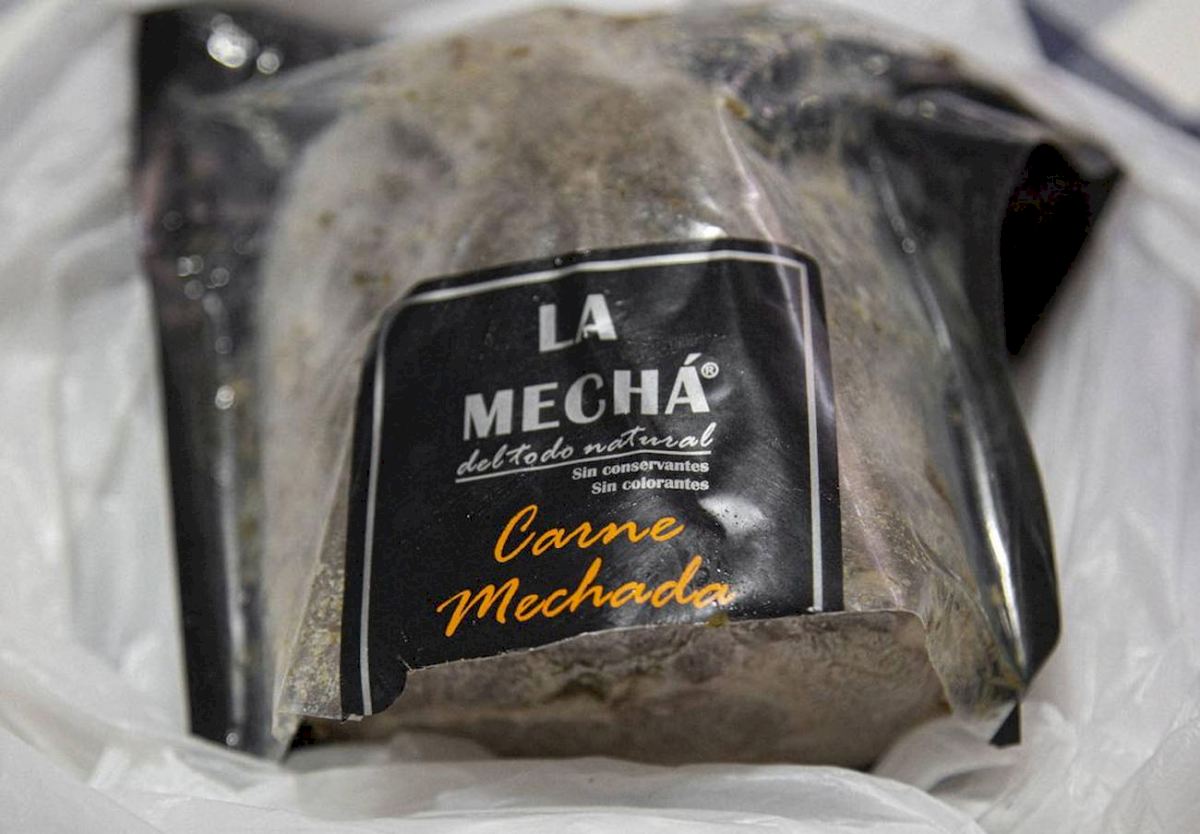 LA
MECHÁ®
del todo natural
Sin conservantes
Sin colorantes
Carne
Mechada